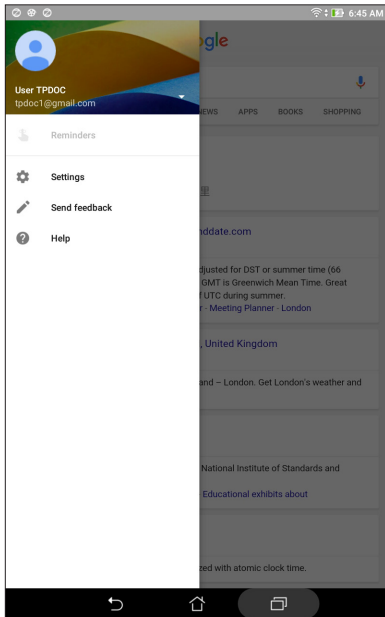 6:45 AM
gle
User TPDOC
tpdoc1@gmail.com
EWS APPS BOOKS SHOPPING
Reminders
Settings
Send feedback
Help
nddate.com
djusted for DST or summer time (66
GMT is Greenwich Mean Time. Great
UTC during summer.
r - Meeting Planner - London
, United Kingdom
and – London. Get London's weather and
National Institute of Standards and
Educational exhibits about
zed with atomic clock time.